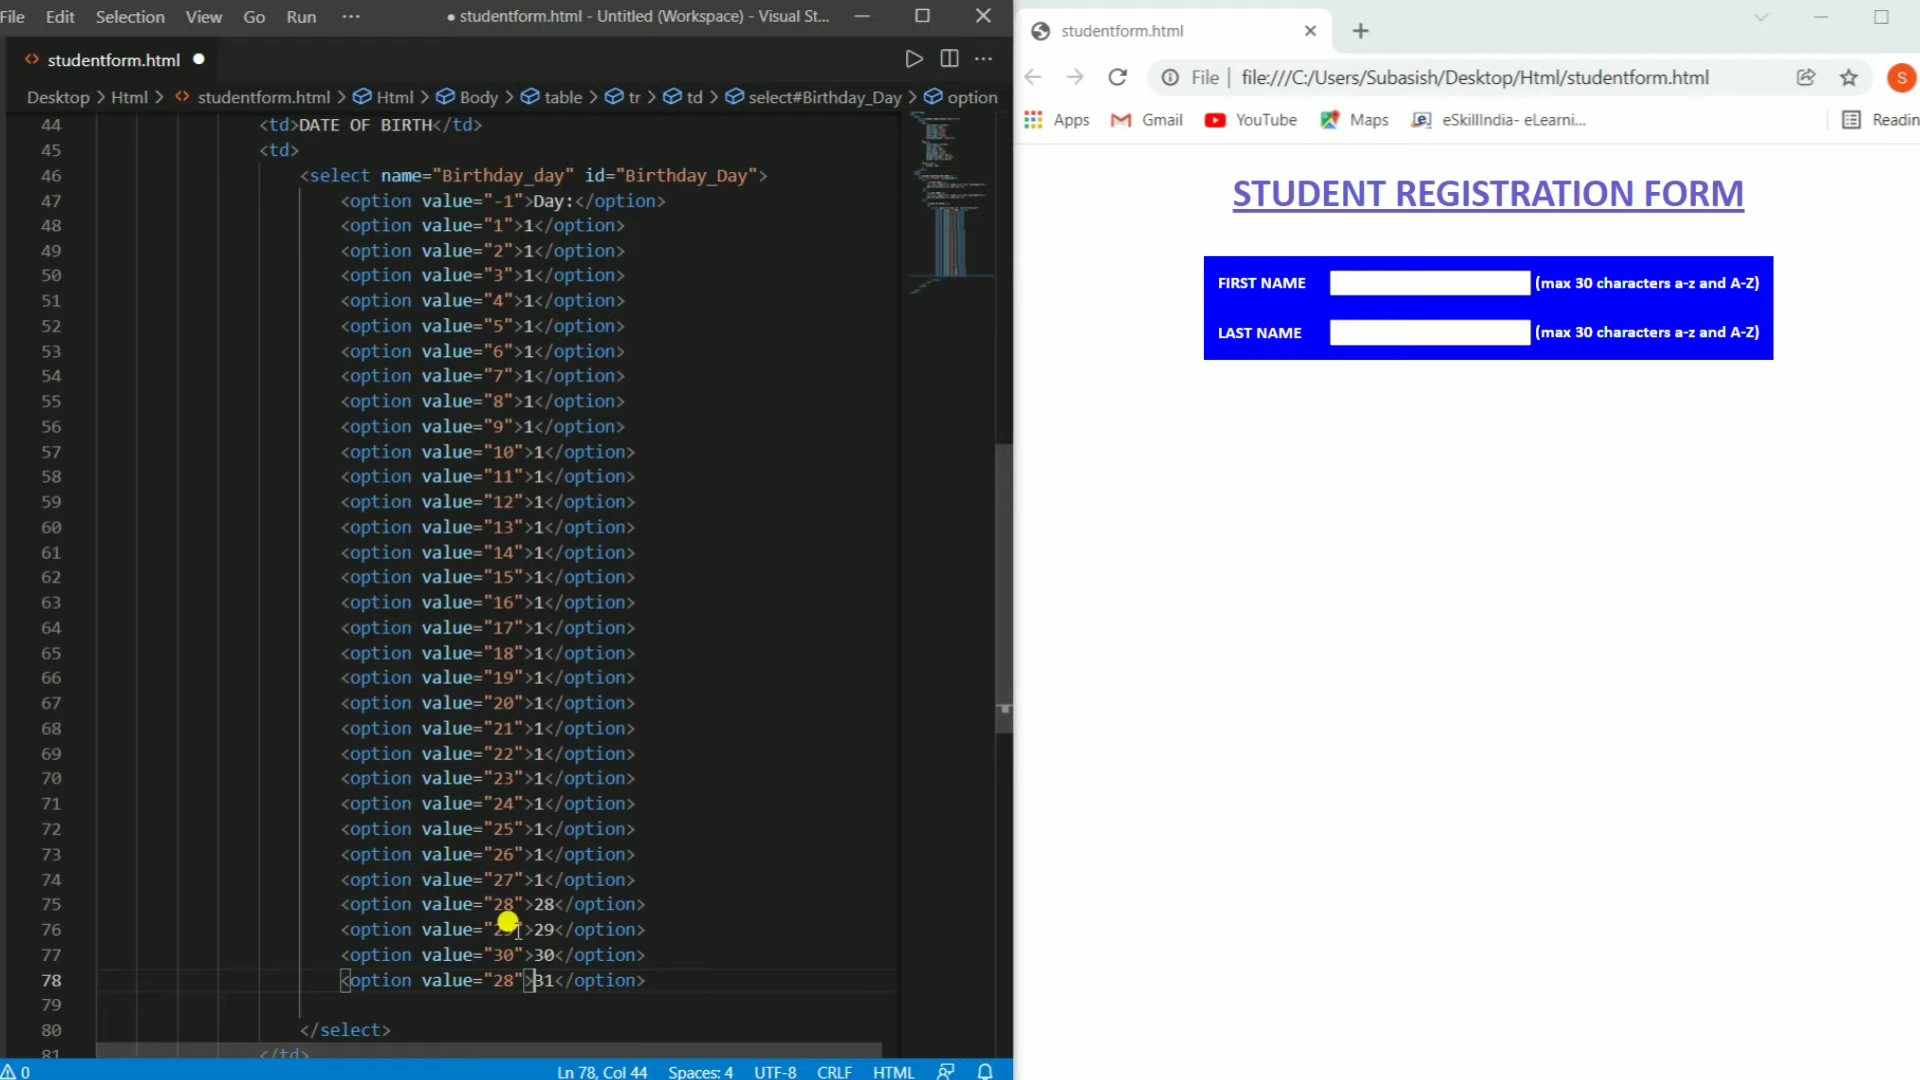 File Edit Selection View Go Run ··· ● studentform.html - Untitled (Workspace) - Visual St...
studentform.html
Desktop > Html > studentform.html > Html > Body > table > tr > td > select#Birthday_Day > option
44 <td>DATE OF BIRTH</td>
45 <td>
46 <select name="Birthday_day" id="Birthday_Day">
47 <option value="-1">Day:</option>
48 <option value="1">1</option>
49 <option value="2">1</option>
50 <option value="3">1</option>
51 <option value="4">1</option>
52 <option value="5">1</option>
53 <option value="6">1</option>
54 <option value="7">1</option>
55 <option value="8">1</option>
56 <option value="9">1</option>
57 <option value="10">1</option>
58 <option value="11">1</option>
59 <option value="12">1</option>
60 <option value="13">1</option>
61 <option value="14">1</option>
62 <option value="15">1</option>
63 <option value="16">1</option>
64 <option value="17">1</option>
65 <option value="18">1</option>
66 <option value="19">1</option>
67 <option value="20">1</option>
68 <option value="21">1</option>
69 <option value="22">1</option>
70 <option value="23">1</option>
71 <option value="24">1</option>
72 <option value="25">1</option>
73 <option value="26">1</option>
74 <option value="27">1</option>
75 <option value="28">28</option>
76 <option value="29">29</option>
77 <option value="30">30</option>
78 <option value="28">31</option>
79
80 </select>
81 </td>
0 Ln 78, Col 44 Spaces: 4 UTF-8 CRLF HTML
studentform.html
File | file:///C:/Users/Subasish/Desktop/Html/studentform.html S
Apps Gmail YouTube Maps eSkillIndia- eLearni... Readin
STUDENT REGISTRATION FORM
FIRST NAME (max 30 characters a-z and A-Z)
LAST NAME (max 30 characters a-z and A-Z)